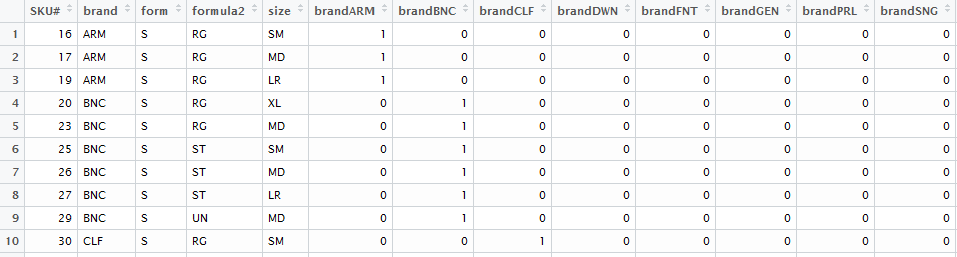 SKU# brand form formula2 size brandARM brandBNC brandCLF brandDWN brandFNT brandGEN brandPRL brandSNG
1 16 ARM S RG SM 1 0 0 0 0 0 0 0
2 17 ARM S RG MD 1 0 0 0 0 0 0 0
3 19 ARM S RG LR 1 0 0 0 0 0 0 0
4 20 BNC S RG XL 0 1 0 0 0 0 0 0
5 23 BNC S RG MD 0 1 0 0 0 0 0 0
6 25 BNC S ST SM 0 1 0 0 0 0 0 0
7 26 BNC S ST MD 0 1 0 0 0 0 0 0
8 27 BNC S ST LR 0 1 0 0 0 0 0 0
9 29 BNC S UN MD 0 1 0 0 0 0 0 0
10 30 CLF S RG SM 0 0 1 0 0 0 0 0